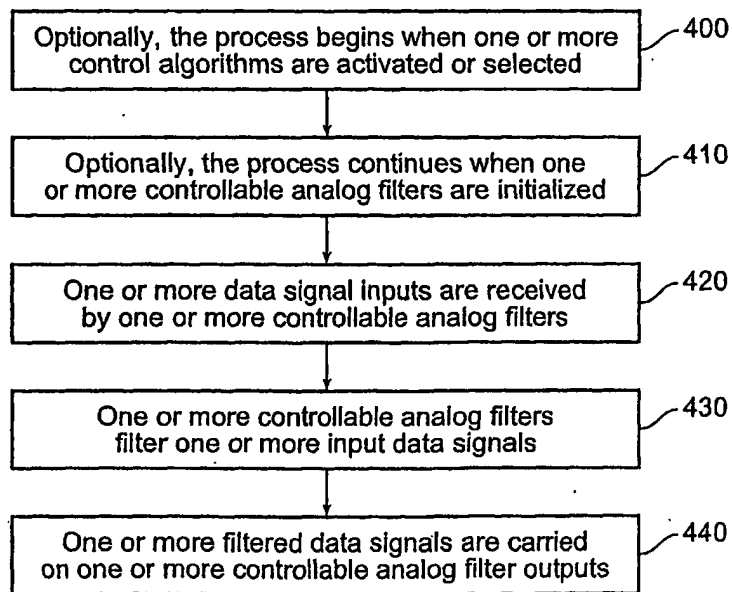 Optionally, the process begins when one or more
control algorithms are activated or selected
400
Optionally, the process continues when one
or more controllable analog filters are initialized
410
One or more data signal inputs are received
by one or more controllable analog filters
420
One or more controllable analog filters
filter one or more input data signals
430
One or more filtered data signals are carried
on one or more controllable analog filter outputs
440